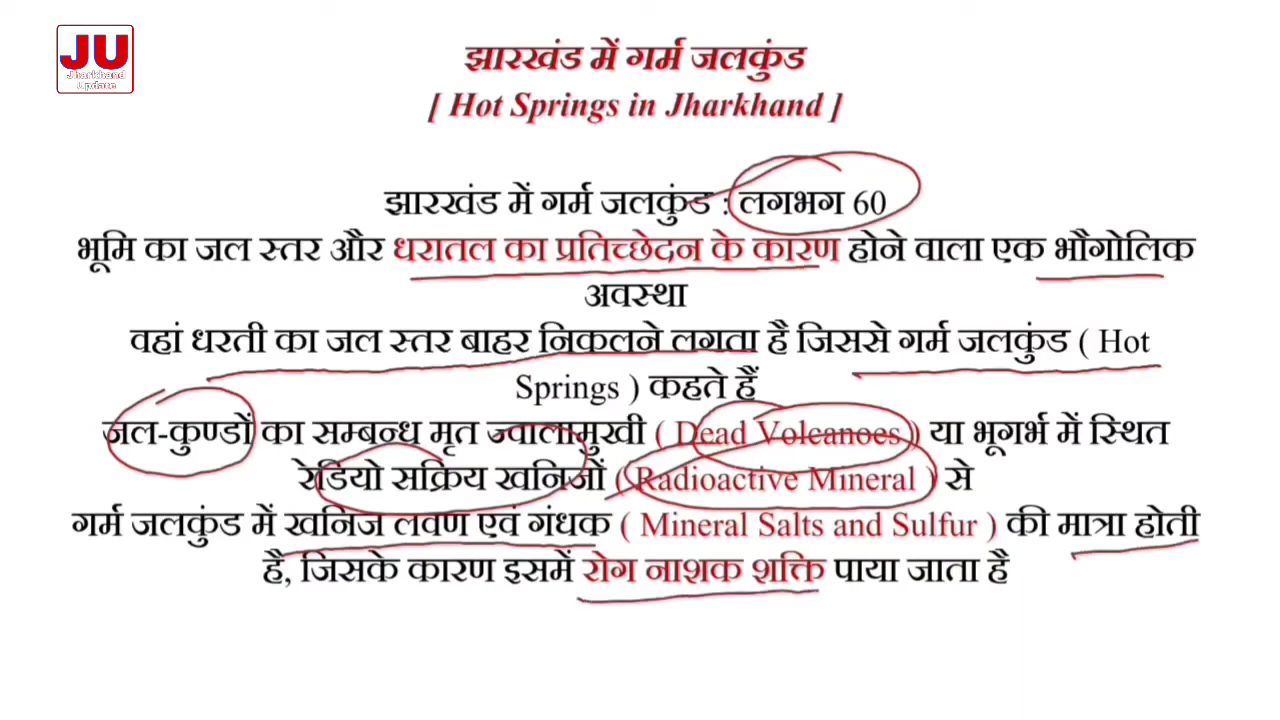 JU
Jharkhand
Update
झारखंड में गर्म जलकुंड
[ Hot Springs in Jharkhand ]
झारखंड में गर्म जलकुंड : लगभग 60
भूमि का जल स्तर और धरातल का प्रतिच्छेदन के कारण होने वाला एक भौगोलिक
अवस्था
वहां धरती का जल स्तर बाहर निकलने लगता है जिससे गर्म जलकुंड ( Hot
Springs ) कहते हैं
जल-कुण्डों का सम्बन्ध मृत ज्वालामुखी ( Dead Volcanoes ) या भूगर्भ में स्थित
रेडियो सक्रिय खनिजों ( Radioactive Mineral ) से
गर्म जलकुंड में खनिज लवण एवं गंधक ( Mineral Salts and Sulfur ) की मात्रा होती
है, जिसके कारण इसमें रोग नाशक शक्ति पाया जाता है